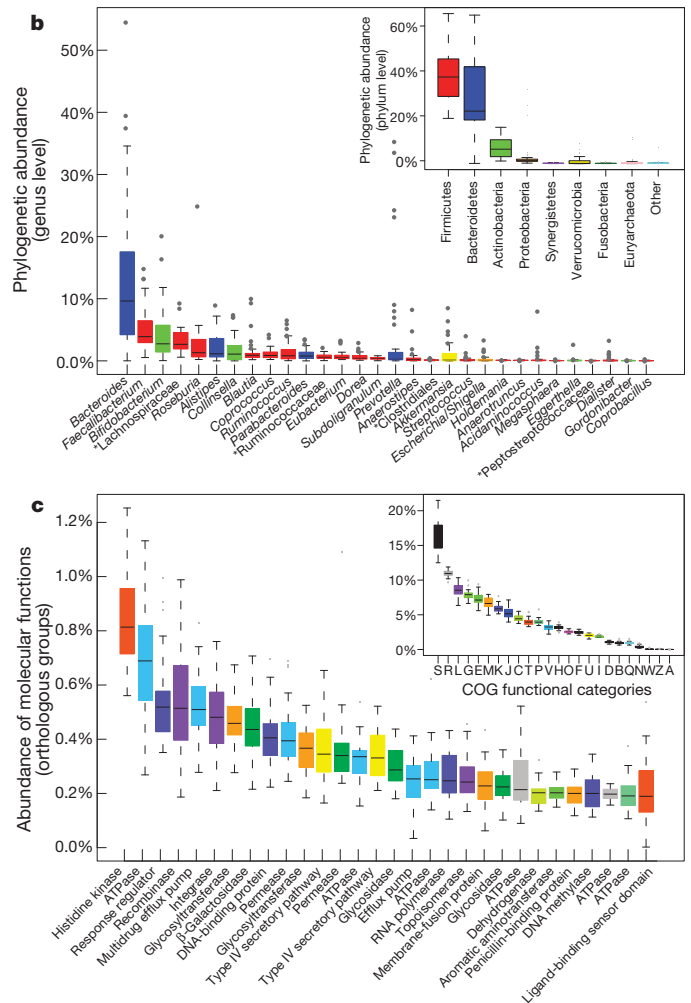 b
Phylogenetic abundance
(genus level)
50%
40%
30%
20%
10%
0.0%
Bacteroides
Faecalibacterium
Bifidobacterium
*Lachnospiraceae
Roseburia
Alistipes
Collinsella
Blautia
Coprococcus
Ruminococcus
Parabacteroides
*Ruminococcaceae
Eubacterium
Dorea
Subdoligranulum
Prevotella
Anaerostipes
*Clostridiales
Akkermansia
Streptococcus
Escherichia/Shigella
Holdemania
Anaerotruncus
Acidaminococcus
Megasphaera
Eggerthella
*Peptostreptococcaceae
Dialister
Gordonibacter
Coprobacillus
Phylogenetic abundance
(phylum level)
60%
40%
20%
0%
Firmicutes
Bacteroidetes
Actinobacteria
Proteobacteria
Synergistetes
Verrucomicrobia
Fusobacteria
Euryarchaeota
Other
c
Abundance of molecular functions
(orthologous groups)
1.2%
1.0%
0.8%
0.6%
0.4%
0.2%
0.0%
Histidine kinase
ATPase
Response regulator
Recombinase
Multidrug efflux pump
Integrase
Glycosyltransferase
β-Galactosidase
DNA-binding protein
Permease
Glycosyltransferase
Type IV secretory pathway
Permease
ATPase
Type IV secretory pathway
Glycosidase
Efflux pump
ATPase
RNA polymerase
Topoisomerase
Membrane-fusion protein
Glycosidase
ATPase
Dehydrogenase
Aromatic aminotransferase
Penicillin-binding protein
DNA methylase
ATPase
ATPase
Ligand-binding sensor domain
20%
15%
10%
5%
0%
S R L G E M K J C T P V H O F U I D B Q N W Z A
COG functional categories